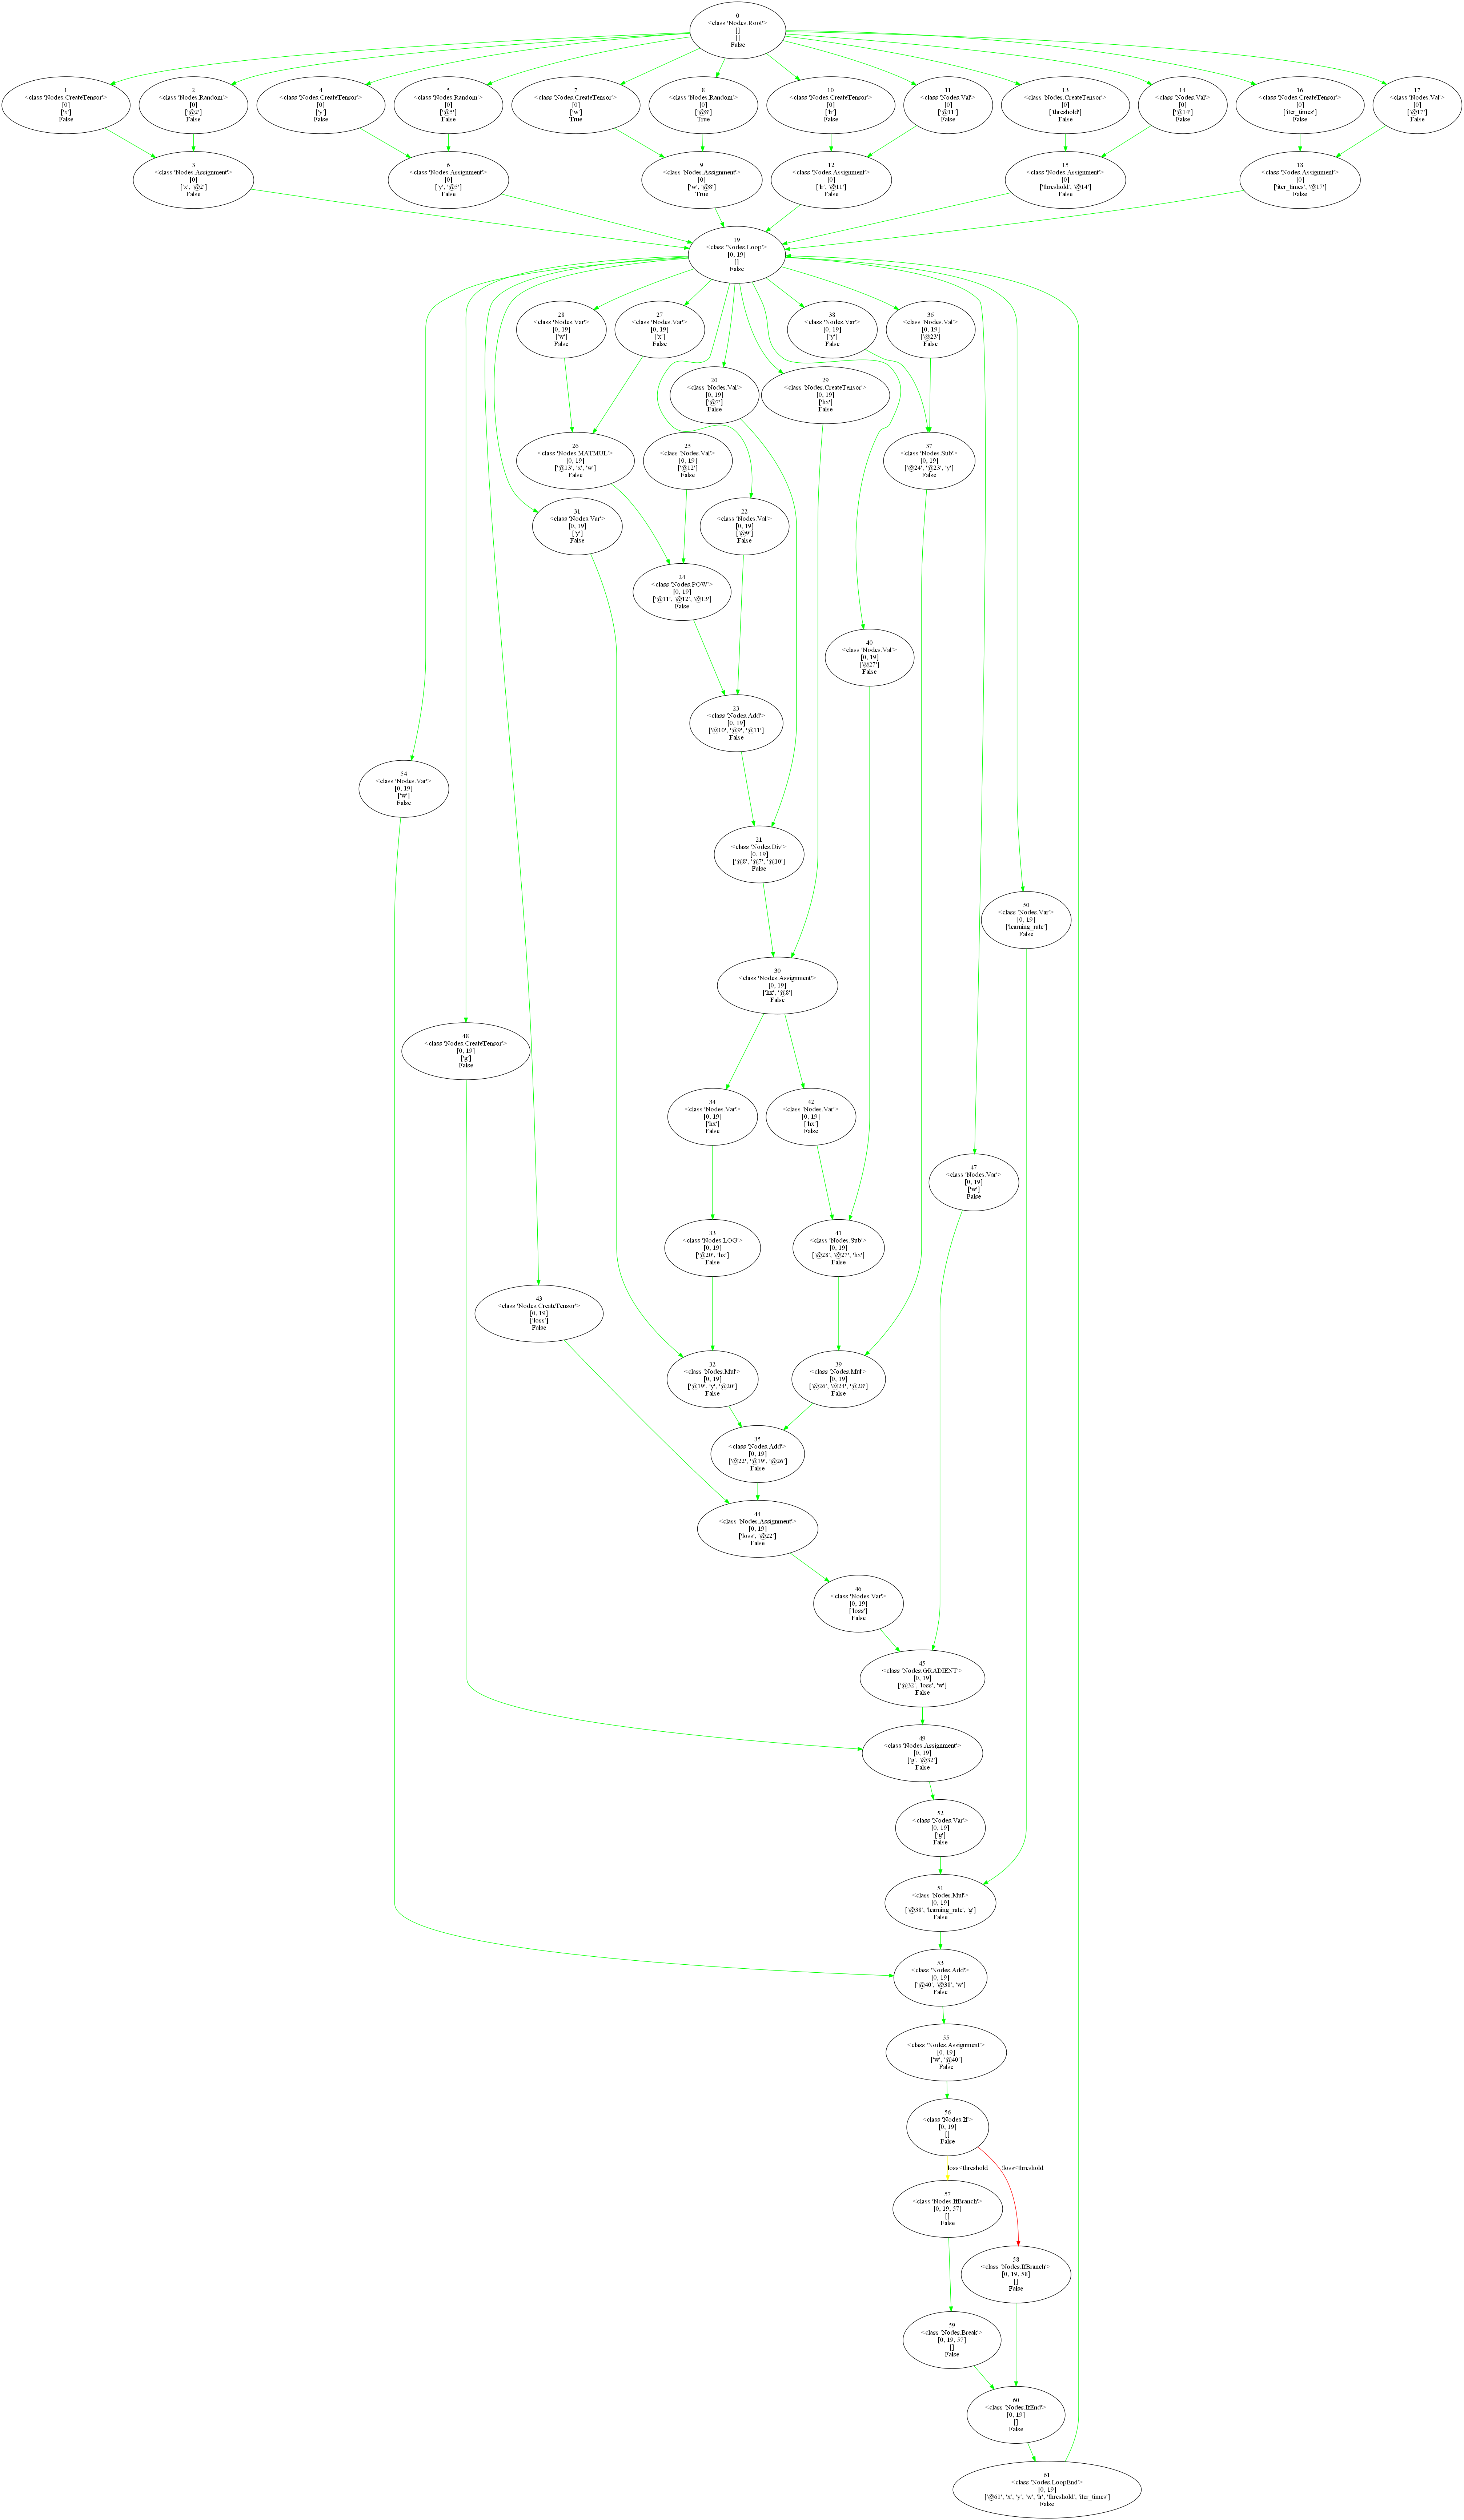 0
<class 'Nodes.Root'>
[]
[]
False
1
<class 'Nodes.CreateTensor'>
[0]
['x']
False
2
<class 'Nodes.Random'>
[0]
['@2']
False
4
<class 'Nodes.CreateTensor'>
[0]
['y']
False
5
<class 'Nodes.Random'>
[0]
['@5']
False
7
<class 'Nodes.CreateTensor'>
[0]
['w']
True
8
<class 'Nodes.Random'>
[0]
['@8']
True
10
<class 'Nodes.CreateTensor'>
[0]
['lr']
False
11
<class 'Nodes.Val'>
[0]
['@11']
False
13
<class 'Nodes.CreateTensor'>
[0]
['threshold']
False
14
<class 'Nodes.Val'>
[0]
['@14']
False
16
<class 'Nodes.CreateTensor'>
[0]
['iter_times']
False
17
<class 'Nodes.Val'>
[0]
['@17']
False
3
<class 'Nodes.Assignment'>
[0]
['x', '@2']
False
6
<class 'Nodes.Assignment'>
[0]
['y', '@5']
False
9
<class 'Nodes.Assignment'>
[0]
['w', '@8']
True
12
<class 'Nodes.Assignment'>
[0]
['lr', '@11']
False
15
<class 'Nodes.Assignment'>
[0]
['threshold', '@14']
False
18
<class 'Nodes.Assignment'>
[0]
['iter_times', '@17']
False
19
<class 'Nodes.Loop'>
[0, 19]
[]
False
28
<class 'Nodes.Var'>
[0, 19]
['w']
False
27
<class 'Nodes.Var'>
[0, 19]
['x']
False
38
<class 'Nodes.Var'>
[0, 19]
['y']
False
36
<class 'Nodes.Val'>
[0, 19]
['@23']
False
20
<class 'Nodes.Val'>
[0, 19]
['@7']
False
29
<class 'Nodes.CreateTensor'>
[0, 19]
['hx']
False
26
<class 'Nodes.MATMUL'>
[0, 19]
['@13', 'x', 'w']
False
25
<class 'Nodes.Val'>
[0, 19]
['@12']
False
37
<class 'Nodes.Sub'>
[0, 19]
['@24', '@23', 'y']
False
31
<class 'Nodes.Var'>
[0, 19]
['y']
False
22
<class 'Nodes.Val'>
[0, 19]
['@9']
False
24
<class 'Nodes.POW'>
[0, 19]
['@11', '@12', '@13']
False
40
<class 'Nodes.Val'>
[0, 19]
['@27']
False
23
<class 'Nodes.Add'>
[0, 19]
['@10', '@9', '@11']
False
54
<class 'Nodes.Var'>
[0, 19]
['w']
False
21
<class 'Nodes.Div'>
[0, 19]
['@8', '@7', '@10']
False
50
<class 'Nodes.Var'>
[0, 19]
['learning_rate']
False
30
<class 'Nodes.Assignment'>
[0, 19]
['hx', '@8']
False
48
<class 'Nodes.CreateTensor'>
[0, 19]
['g']
False
34
<class 'Nodes.Var'>
[0, 19]
['hx']
False
42
<class 'Nodes.Var'>
[0, 19]
['hx']
False
47
<class 'Nodes.Var'>
[0, 19]
['w']
False
33
<class 'Nodes.LOG'>
[0, 19]
['@20', 'hx']
False
41
<class 'Nodes.Sub'>
[0, 19]
['@28', '@27', 'hx']
False
43
<class 'Nodes.CreateTensor'>
[0, 19]
['loss']
False
32
<class 'Nodes.Mul'>
[0, 19]
['@19', 'y', '@20']
False
39
<class 'Nodes.Mul'>
[0, 19]
['@26', '@24', '@28']
False
35
<class 'Nodes.Add'>
[0, 19]
['@22', '@19', '@26']
False
44
<class 'Nodes.Assignment'>
[0, 19]
['loss', '@22']
False
46
<class 'Nodes.Var'>
[0, 19]
['loss']
False
45
<class 'Nodes.GRADIENT'>
[0, 19]
['@32', 'loss', 'w']
False
49
<class 'Nodes.Assignment'>
[0, 19]
['g', '@32']
False
52
<class 'Nodes.Var'>
[0, 19]
['g']
False
51
<class 'Nodes.Mul'>
[0, 19]
['@38', 'learning_rate', 'g']
False
53
<class 'Nodes.Add'>
[0, 19]
['@40', '@38', 'w']
False
55
<class 'Nodes.Assignment'>
[0, 19]
['w', '@40']
False
56
<class 'Nodes.If'>
[0, 19]
[]
False
loss<threshold
!loss<threshold
57
<class 'Nodes.IfBranch'>
[0, 19, 57]
[]
False
58
<class 'Nodes.IfBranch'>
[0, 19, 58]
[]
False
59
<class 'Nodes.Break'>
[0, 19, 57]
[]
False
60
<class 'Nodes.IfEnd'>
[0, 19]
[]
False
61
<class 'Nodes.LoopEnd'>
[0, 19]
['@61', 'x', 'y', 'w', 'lr', 'threshold', 'iter_times']
False